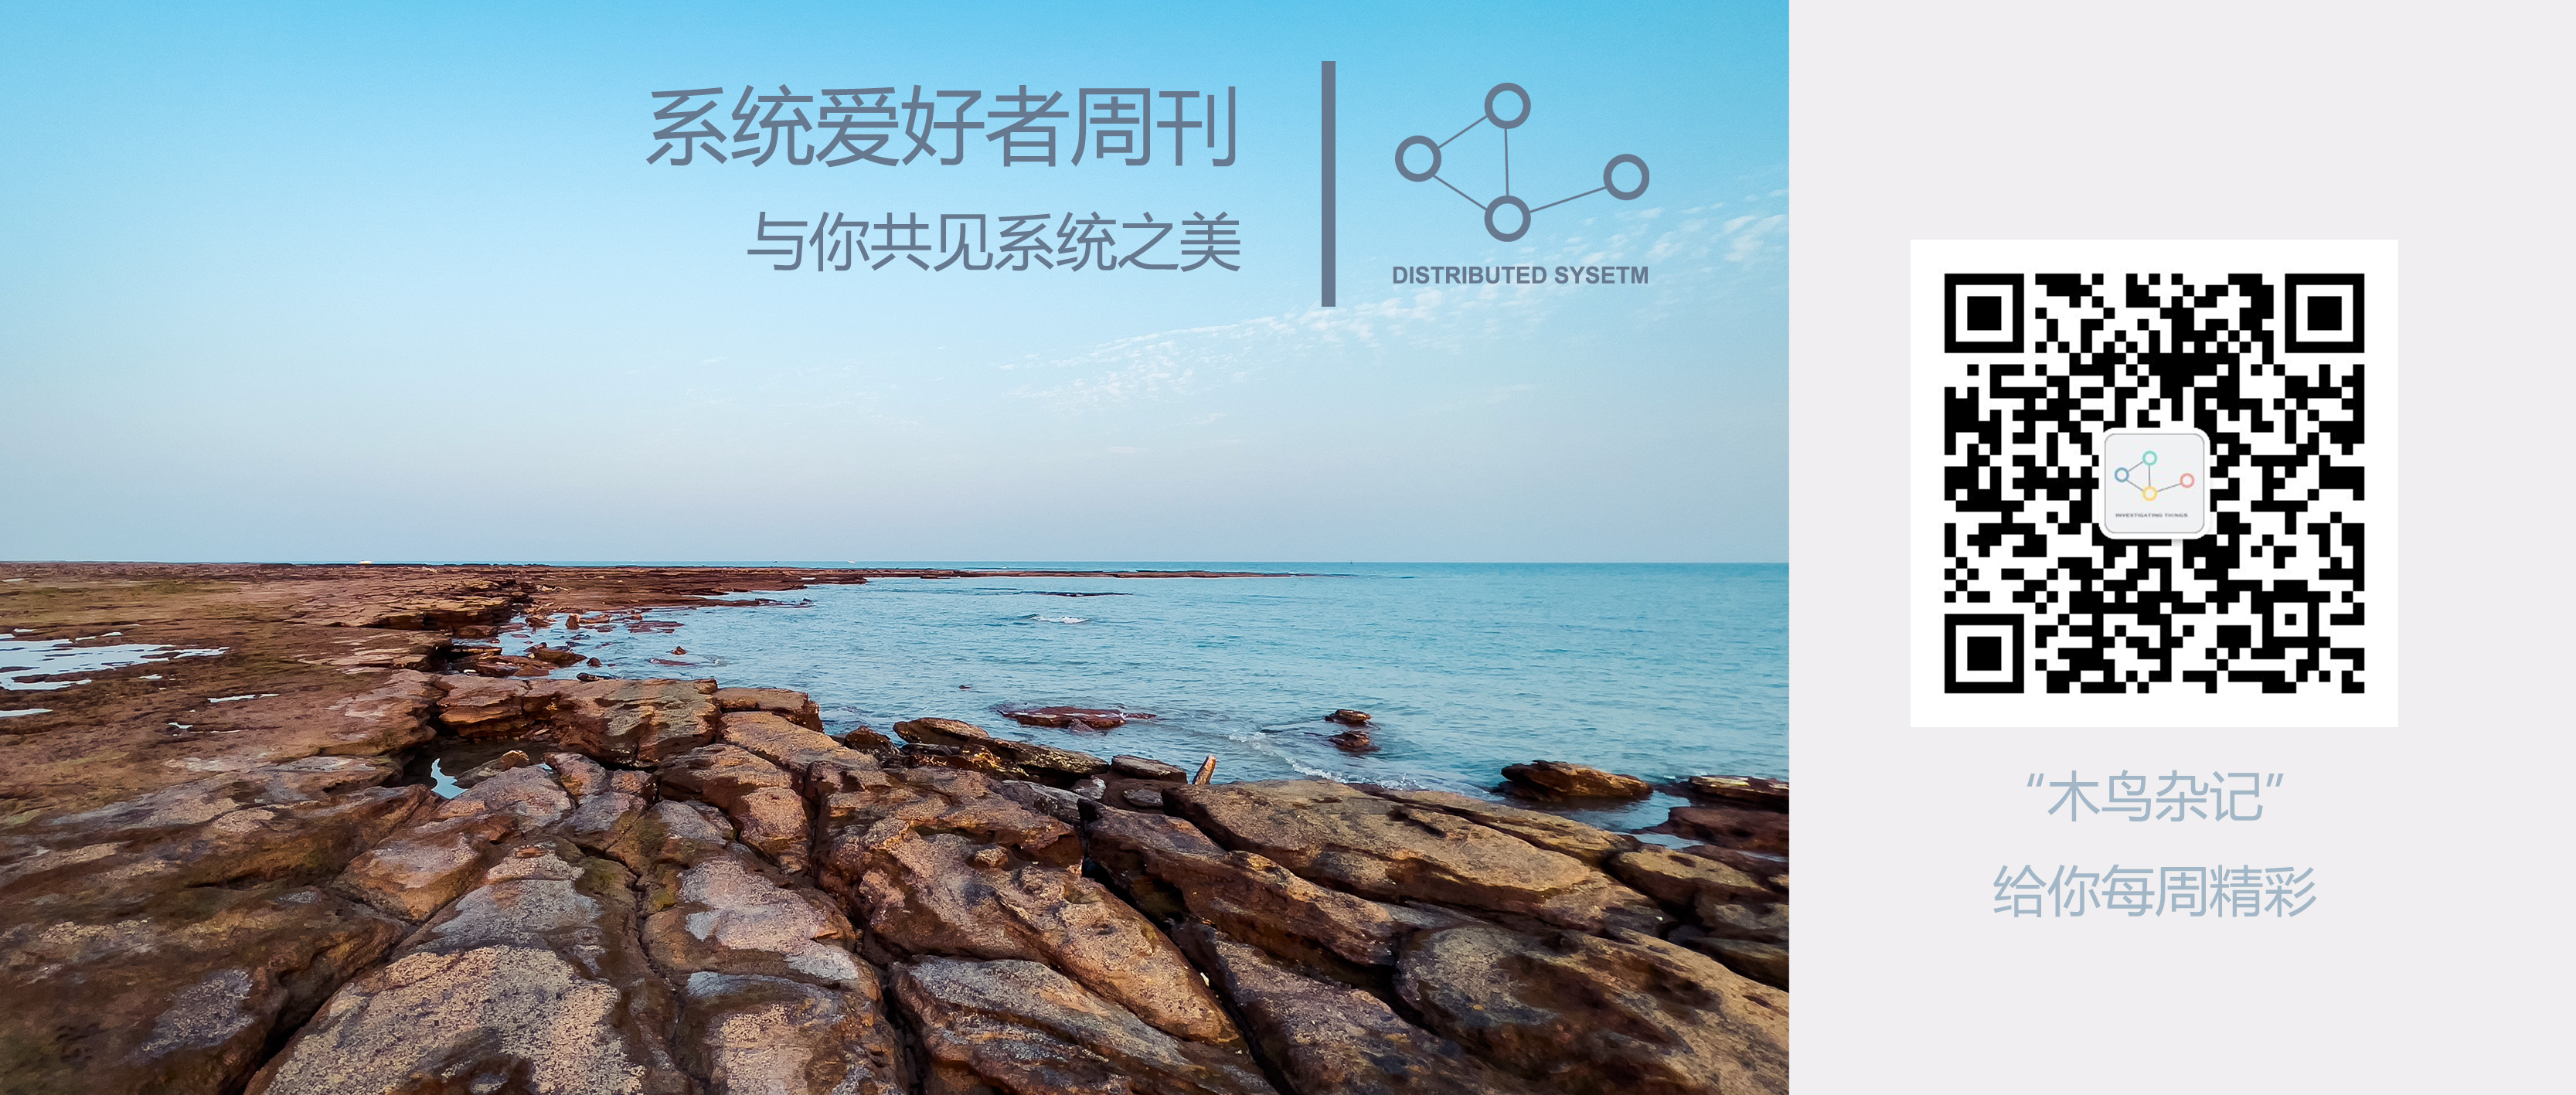 系统爱好者周刊
与你共见系统之美
DISTRIBUTED SYSETM
INVESTIGATING THINGS
“木鸟杂记”
给你每周精彩